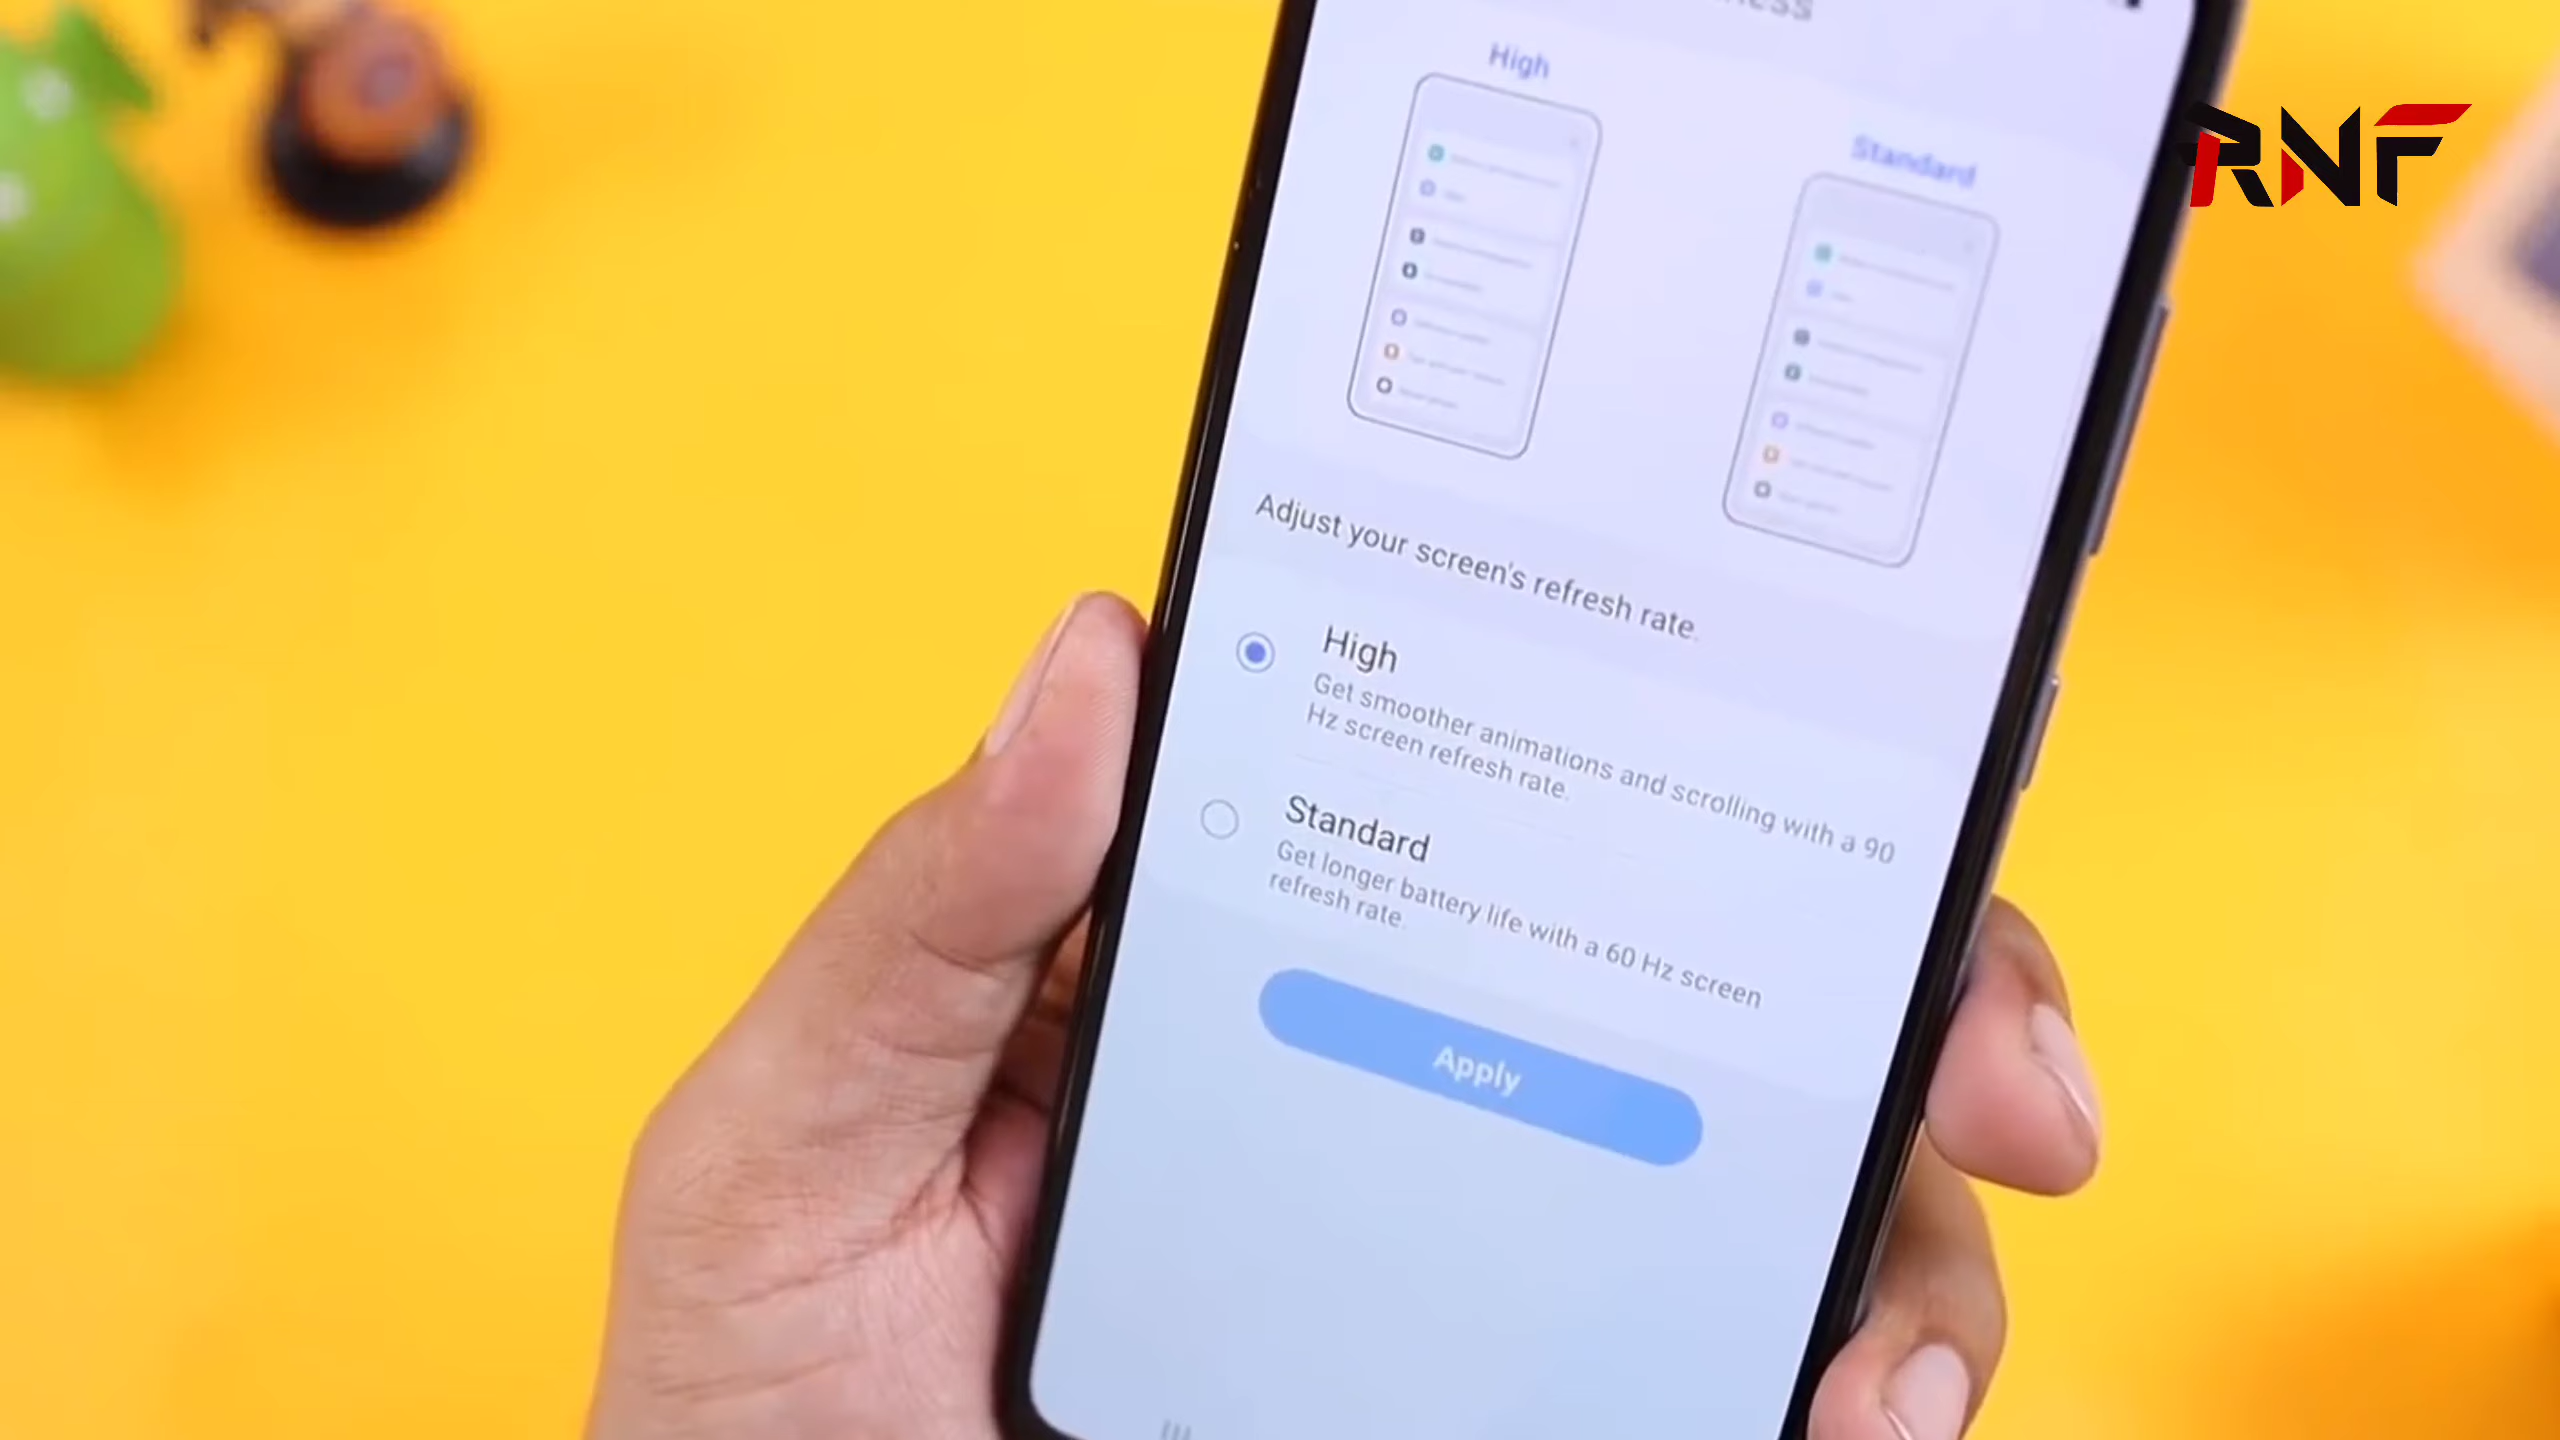 High
Standard
RNF
Adjust your screen's refresh rate.
High
Get smoother animations and scrolling with a 90
Hz screen refresh rate.
Standard
Get longer battery life with a 60 Hz screen
refresh rate.
Apply